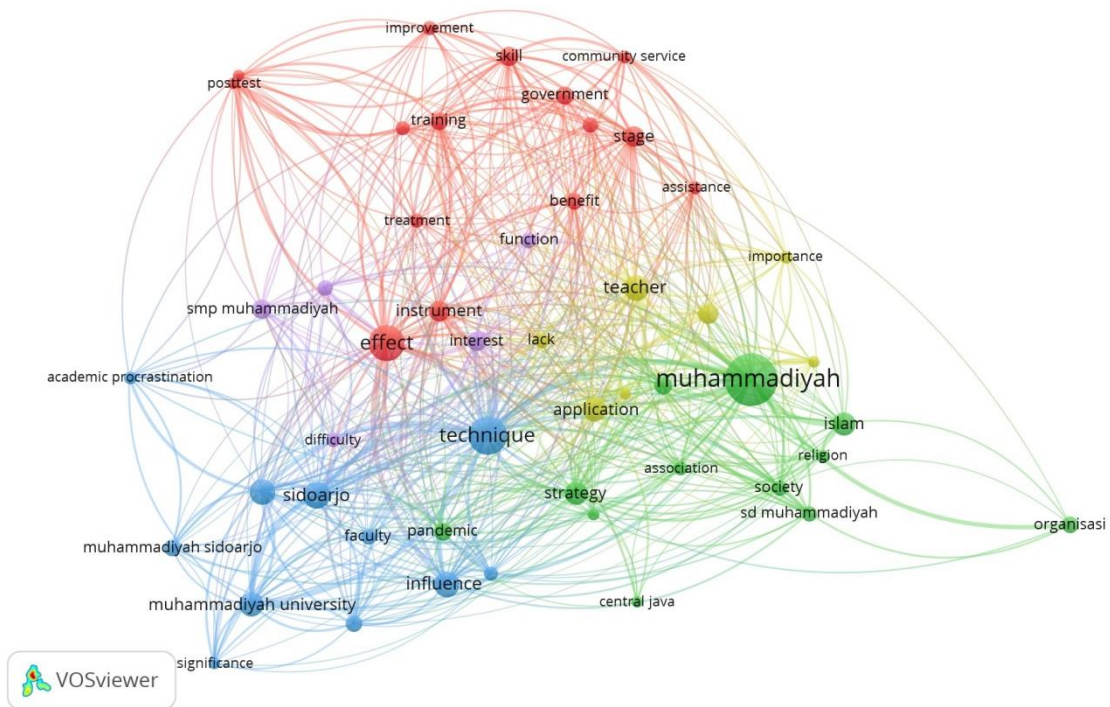 improvement
skill
community service
posttest
government
training
stage
assistance
benefit
treatment
function
importance
teacher
smp muhammadiyah
instrument
effect
interest
lack
academic procrastination
muhammadiyah
application
islam
technique
difficulty
religion
association
society
sidoarjo
strategy
sd muhammadiyah
organisasi
pandemic
faculty
muhammadiyah sidoarjo
influence
central java
muhammadiyah university
significance
VOSviewer